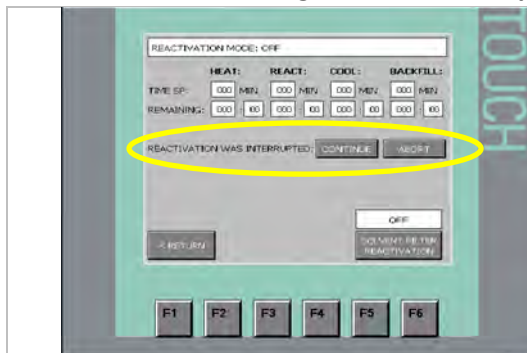 TOUCH
REACTIVATION MODE: OFF
HEAT: REACT: COOL: BACKFILL:
TIME SP: 000 MIN 000 MIN 000 MIN 000 MIN
REMAINING: 000 : 00 000 : 00 000 : 00 000 : 00
REACTIVATION WAS INTERRUPTED: CONTINUE ABORT
OFF
< RETURN
SOLVENT FILTER
REACTIVATION
F1 F2 F3 F4 F5 F6